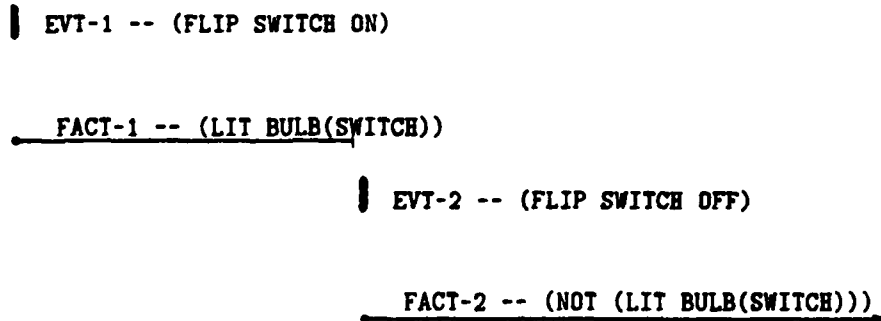 EVT-1 -- (FLIP SWITCH ON)
FACT-1 -- (LIT BULB(SWITCH))
EVT-2 -- (FLIP SWITCH OFF)
FACT-2 -- (NOT (LIT BULB(SWITCH)))